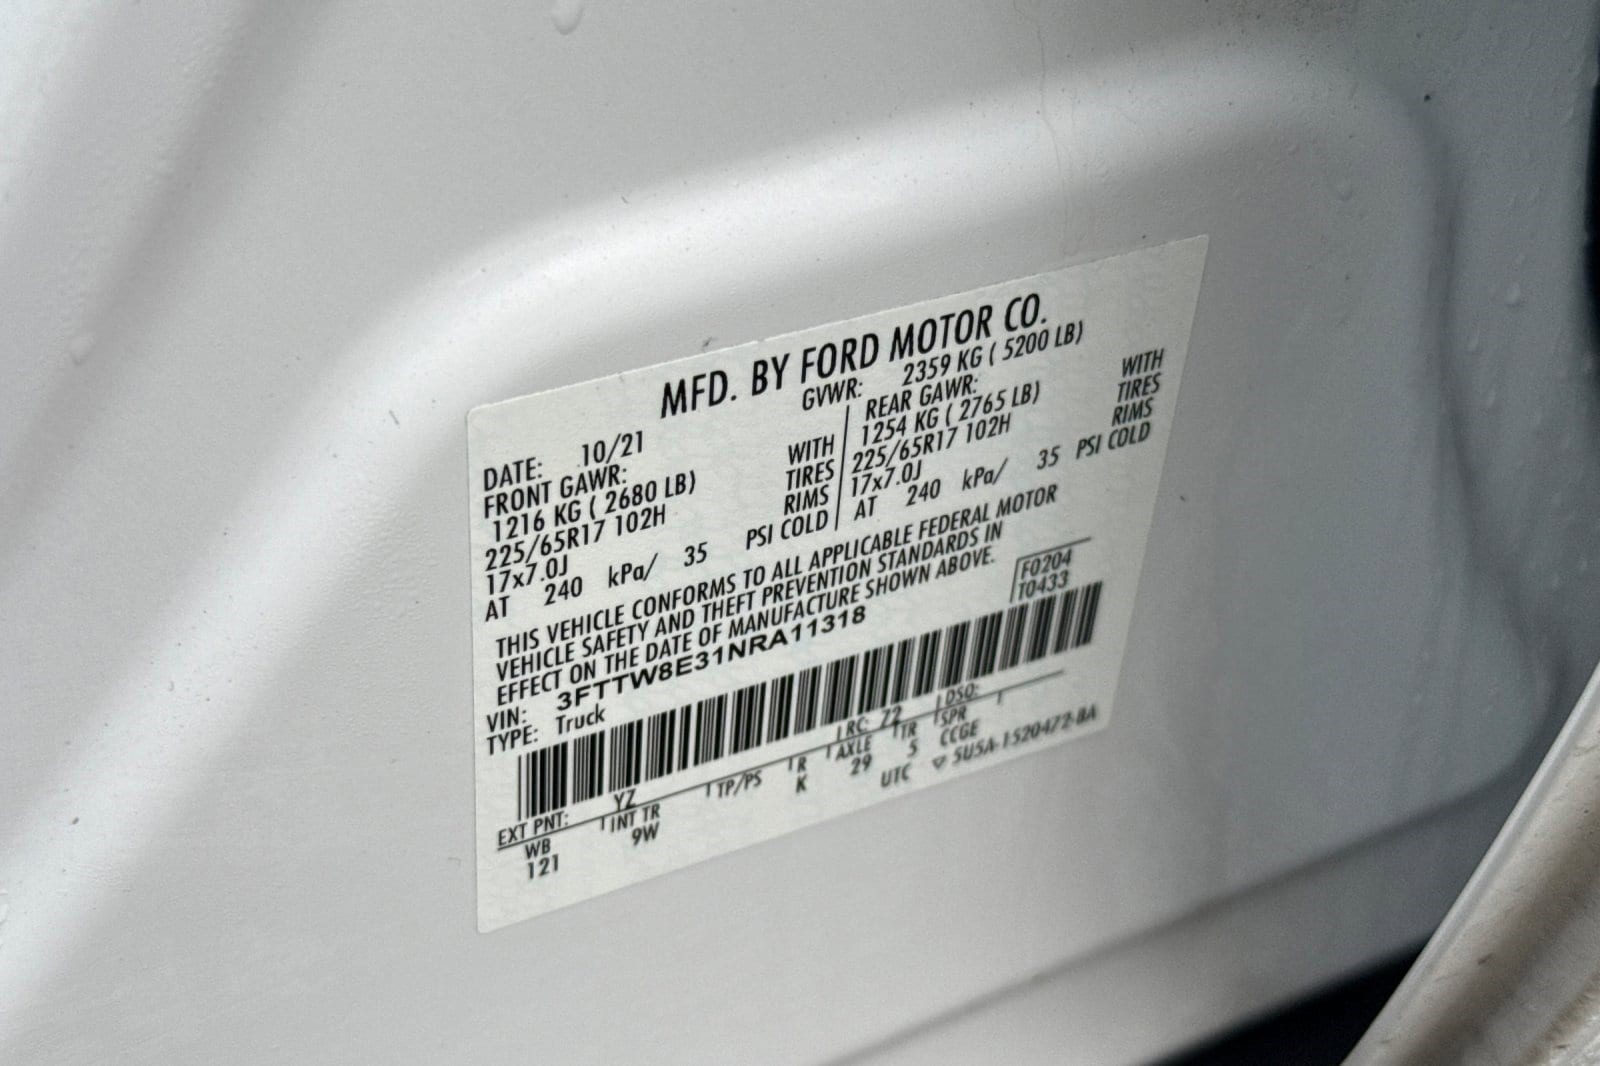 MFD. BY FORD MOTOR CO.
DATE: 10/21 GVWR: 2359 KG ( 5200 LB)
FRONT GAWR: WITH REAR GAWR: WITH
1216 KG ( 2680 LB) TIRES 1254 KG ( 2765 LB) TIRES
225/65R17 102H RIMS 225/65R17 102H RIMS
17x7.0J PSI COLD 17x7.0J PSI COLD
AT 240 kPa/ 35 AT 240 kPa/ 35
THIS VEHICLE CONFORMS TO ALL APPLICABLE FEDERAL MOTOR
VEHICLE SAFETY AND THEFT PREVENTION STANDARDS IN
EFFECT ON THE DATE OF MANUFACTURE SHOWN ABOVE.
VIN: 3FTTW8E31NRA11318 F0204
TYPE: Truck T0433
EXT PNT: YZ RC: 72 DSO:
WB INT TR TP/PS R AXLE TR SPR
121 9W K 29 5 CCGE
UTC ▽ 5U5A-1520472-BA